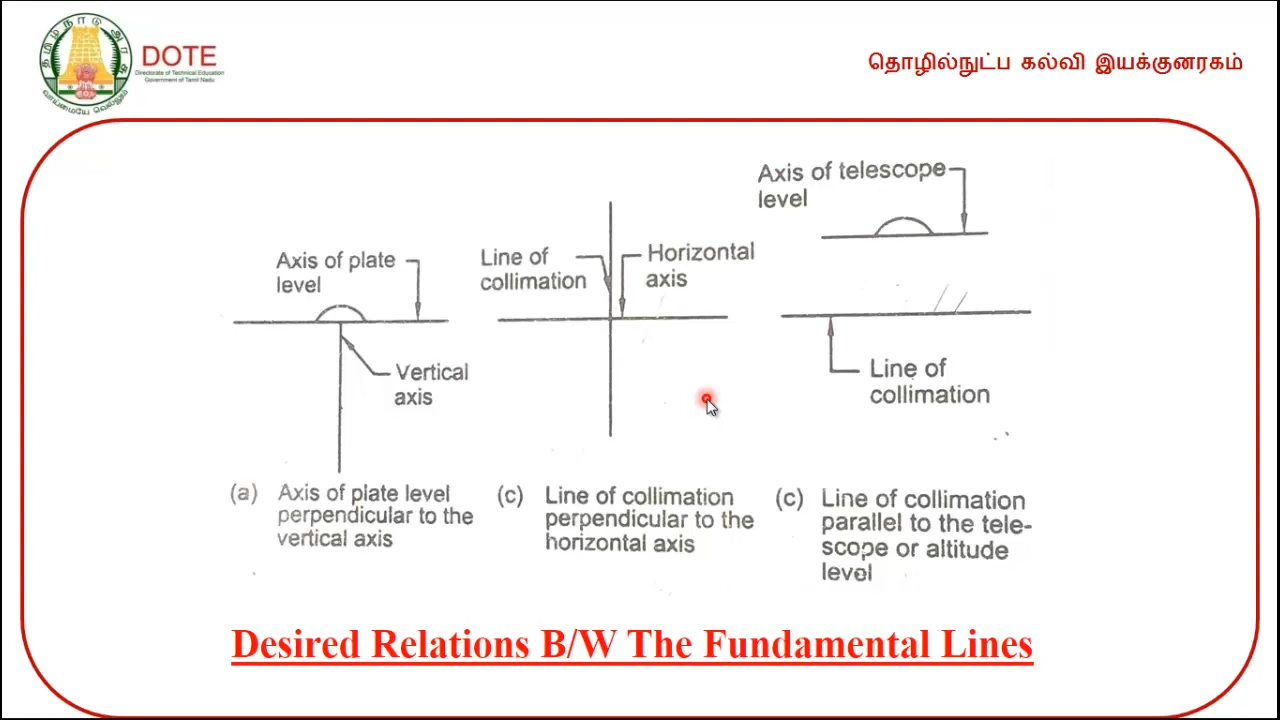 தமிழ்நாடு அரசு
வாய்மையே வெல்லும்
DOTE
Directorate of Technical Education
Government of Tamil Nadu
தொழில்நுட்ப கல்வி இயக்குனரகம்
Axis of plate
level
Vertical
axis
(a) Axis of plate level
perpendicular to the
vertical axis
Line of
collimation
Horizontal
axis
(c) Line of collimation
perpendicular to the
horizontal axis
Axis of telescope
level
Line of
collimation
(c) Line of collimation
parallel to the tele-
scope or altitude
level
Desired Relations B/W The Fundamental Lines